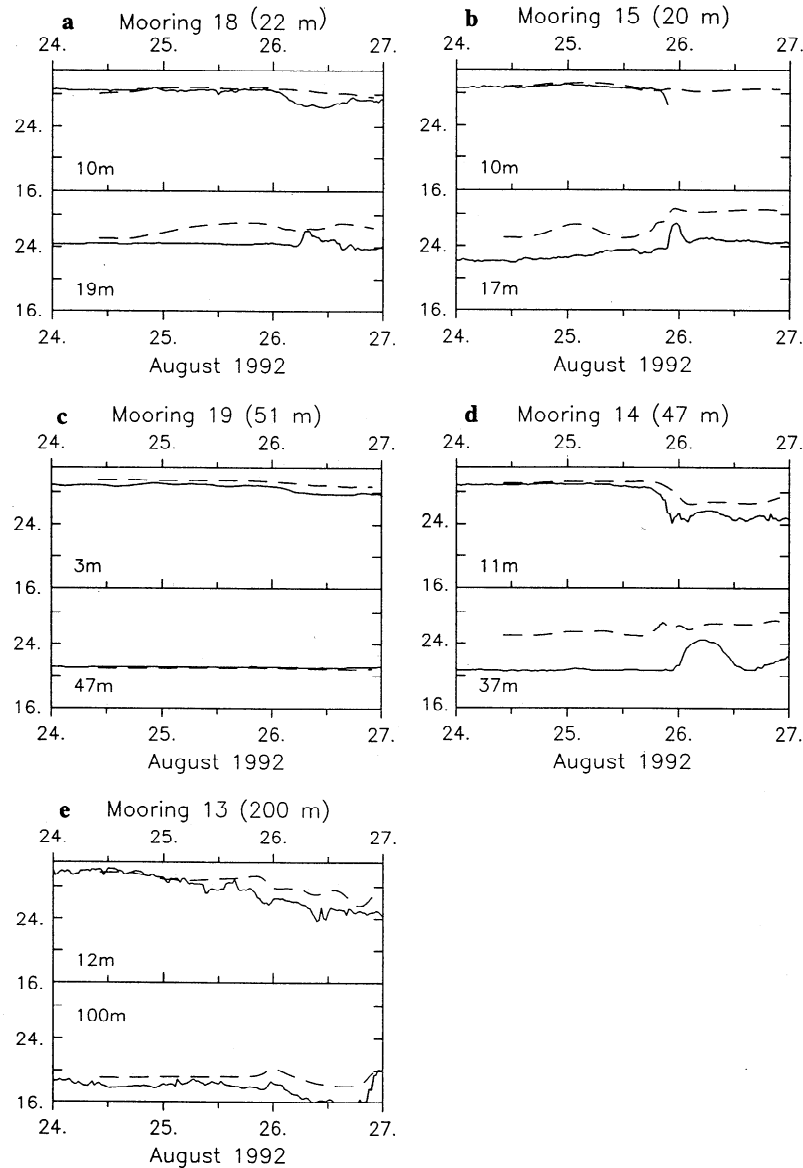 a Mooring 18 (22 m)
24. 25. 26. 27.
24.
10m
16.
24.
19m
16.
24. 25. 26. 27.
August 1992
b Mooring 15 (20 m)
24. 25. 26. 27.
24.
10m
16.
24.
17m
16.
24. 25. 26. 27.
August 1992
c Mooring 19 (51 m)
24. 25. 26. 27.
24.
3m
16.
24.
47m
16.
24. 25. 26. 27.
August 1992
d Mooring 14 (47 m)
24. 25. 26. 27.
24.
11m
16.
24.
37m
16.
24. 25. 26. 27.
August 1992
e Mooring 13 (200 m)
24. 25. 26. 27.
24.
12m
16.
100m
24.
16.
24. 25. 26. 27.
August 1992